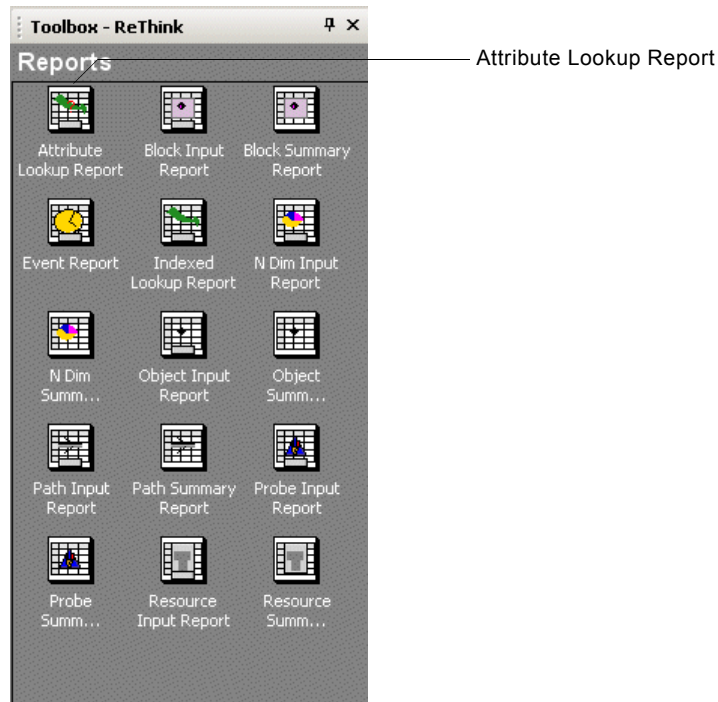 Toolbox - ReThink
Reports
Attribute Lookup Report
Attribute
Lookup Report
Block Input
Report
Block Summary
Report
Event Report
Indexed
Lookup Report
N Dim Input
Report
N Dim
Summ...
Object Input
Report
Object
Summ...
Path Input
Report
Path Summary
Report
Probe Input
Report
Probe
Summ...
Resource
Input Report
Resource
Summ...